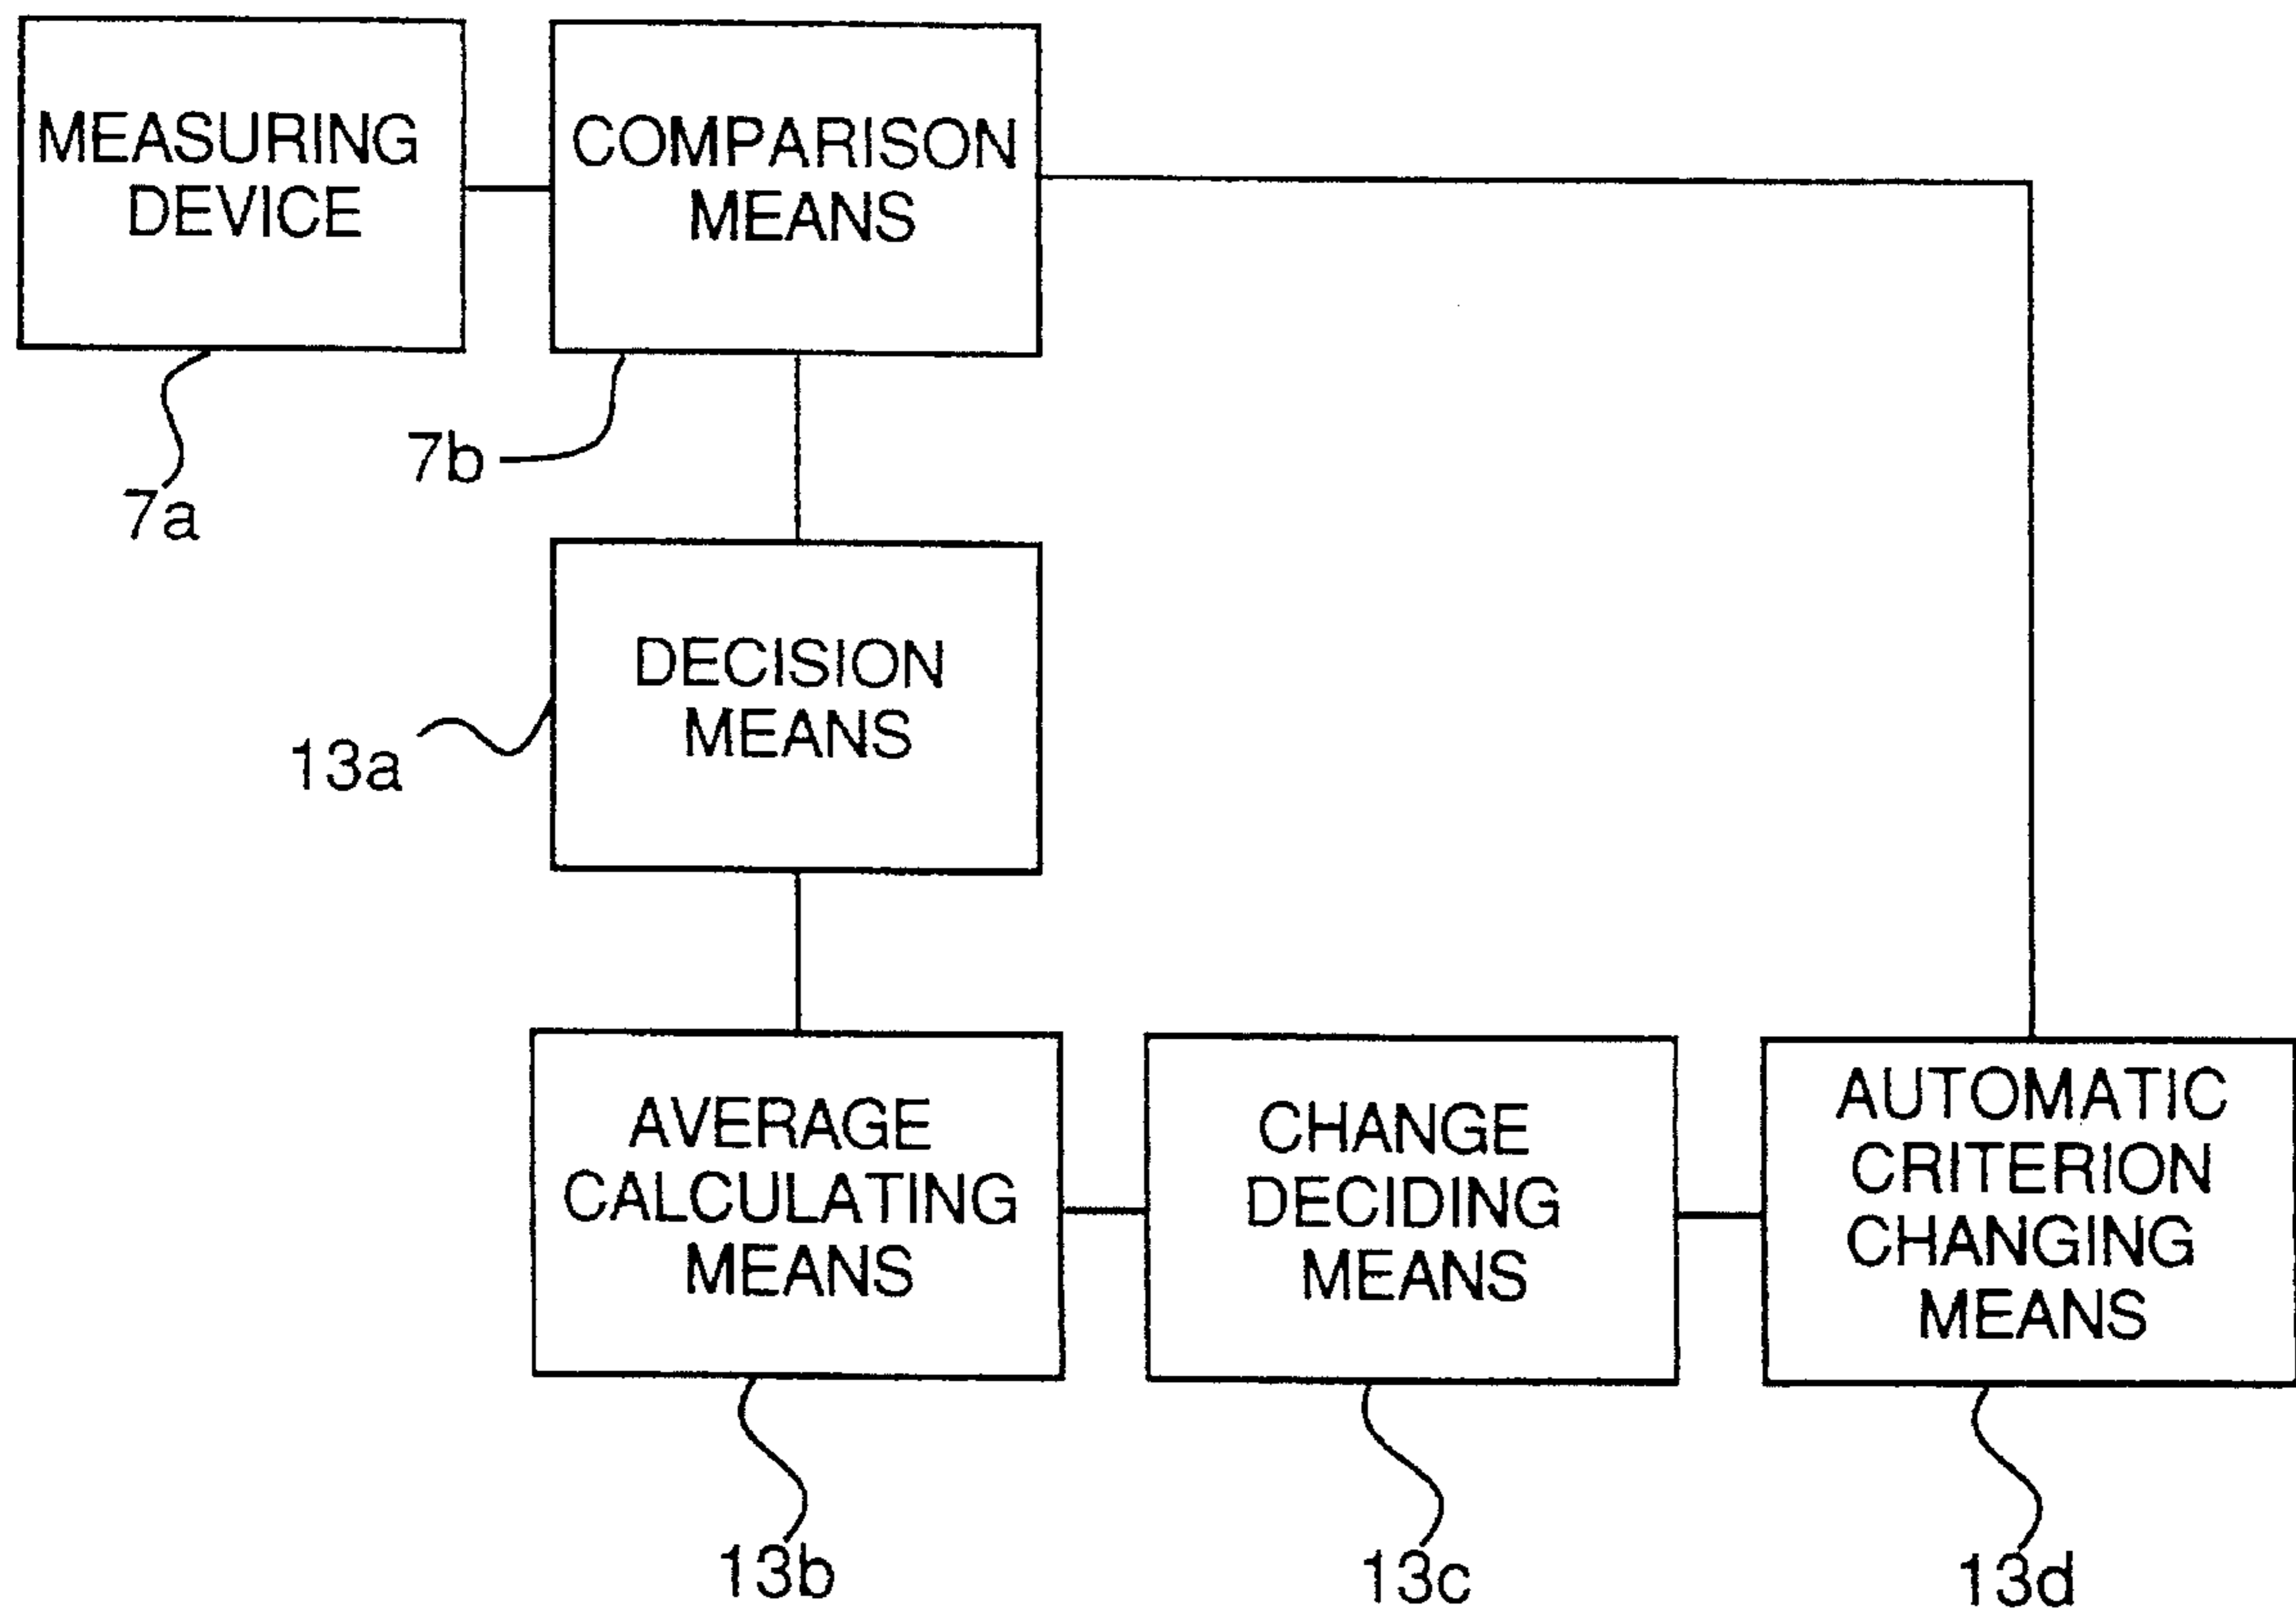 MEASURING
DEVICE
COMPARISON
MEANS
7a
7b
DECISION
MEANS
13a
AVERAGE
CALCULATING
MEANS
CHANGE
DECIDING
MEANS
AUTOMATIC
CRITERION
CHANGING
MEANS
13b
13c
13d